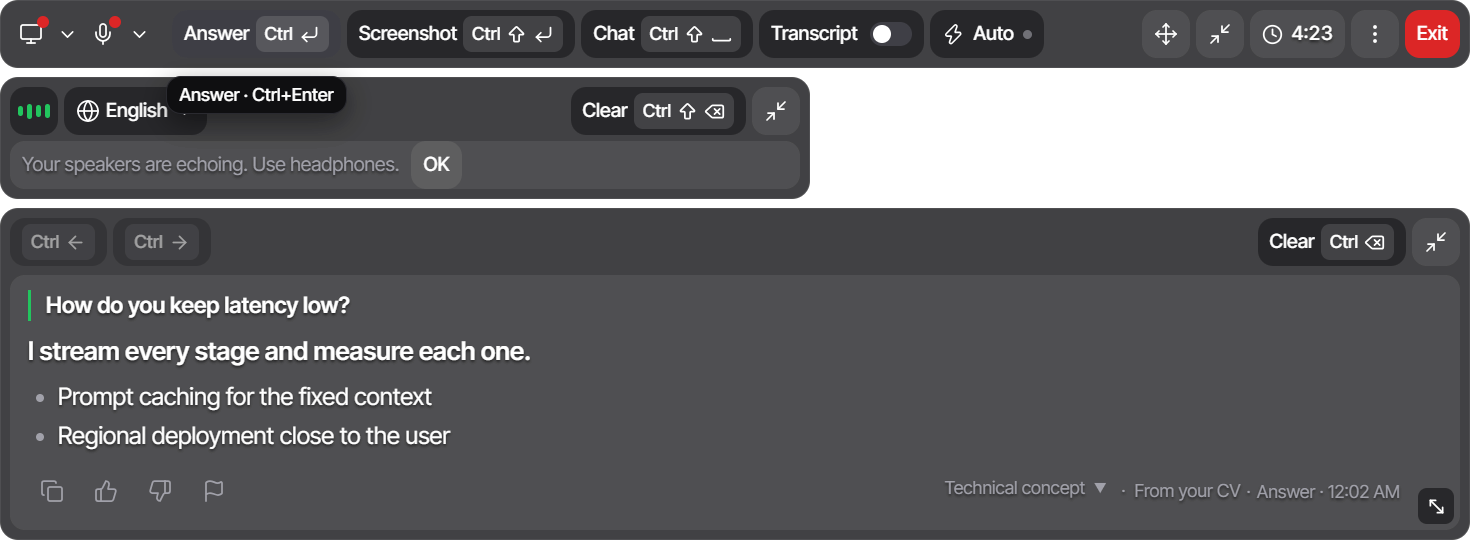 Answer Ctrl Screenshot Ctrl Chat Ctrl Transcript Auto 4:23 Exit
Answer · Ctrl+Enter
English Clear Ctrl
Your speakers are echoing. Use headphones. OK
Ctrl Ctrl Clear Ctrl
How do you keep latency low?
I stream every stage and measure each one.
• Prompt caching for the fixed context
• Regional deployment close to the user
Technical concept ▼ · From your CV · Answer · 12:02 AM